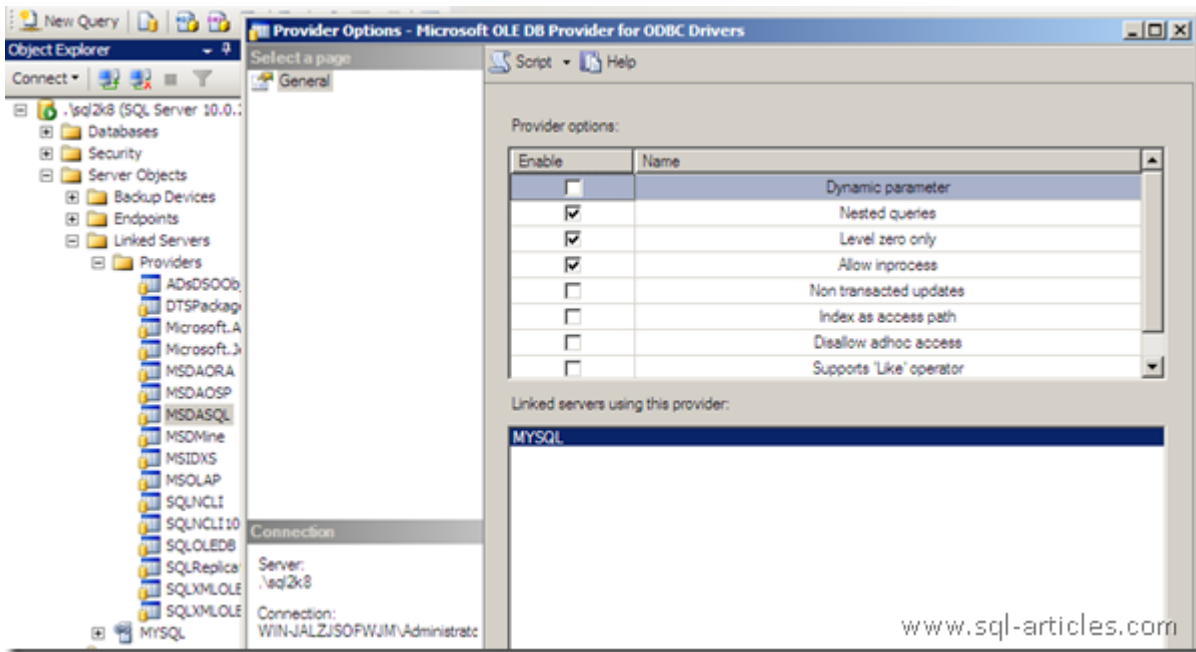 New Query
Object Explorer
Connect
.\sql2k8 (SQL Server 10.0.
Databases
Security
Server Objects
Backup Devices
Endpoints
Linked Servers
Providers
ADsDSOOb
DTSPackag
Microsoft.A
Microsoft.J
MSDAORA
MSDAOSP
MSDASQL
MSDMine
MSIDXS
MSOLAP
SQLNCLI
SQLNCLI10
SQLOLEDB
SQLReplica
SQLXMLOLE
SQLXMLOLE
MYSQL
Provider Options - Microsoft OLE DB Provider for ODBC Drivers
Select a page
General
Script Help
Provider options:
Enable Name
Dynamic parameter
Nested queries
Level zero only
Allow inprocess
Non transacted updates
Index as access path
Disallow adhoc access
Supports 'Like' operator
Linked servers using this provider:
MYSQL
Connection
Server:
.\sql2k8
Connection:
WIN-JALZJSOFWJM\Administrato
www.sql-articles.com